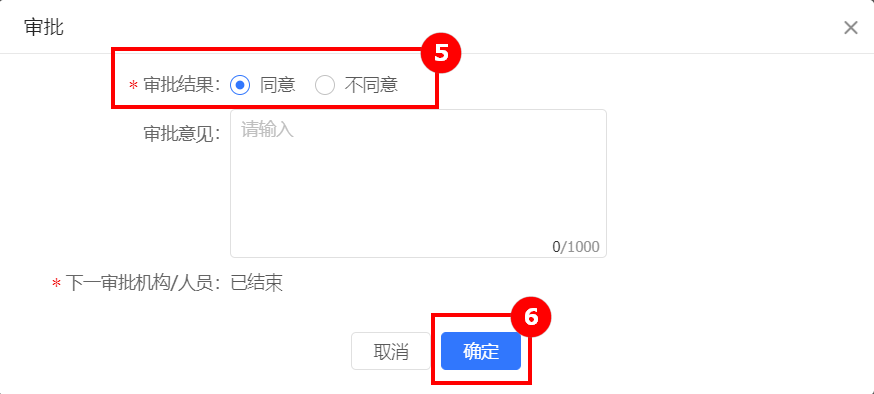 审批
5
* 审批结果： 同意 不同意
审批意见： 请输入
0/1000
* 下一审批机构/人员： 已结束
6
取消 确定